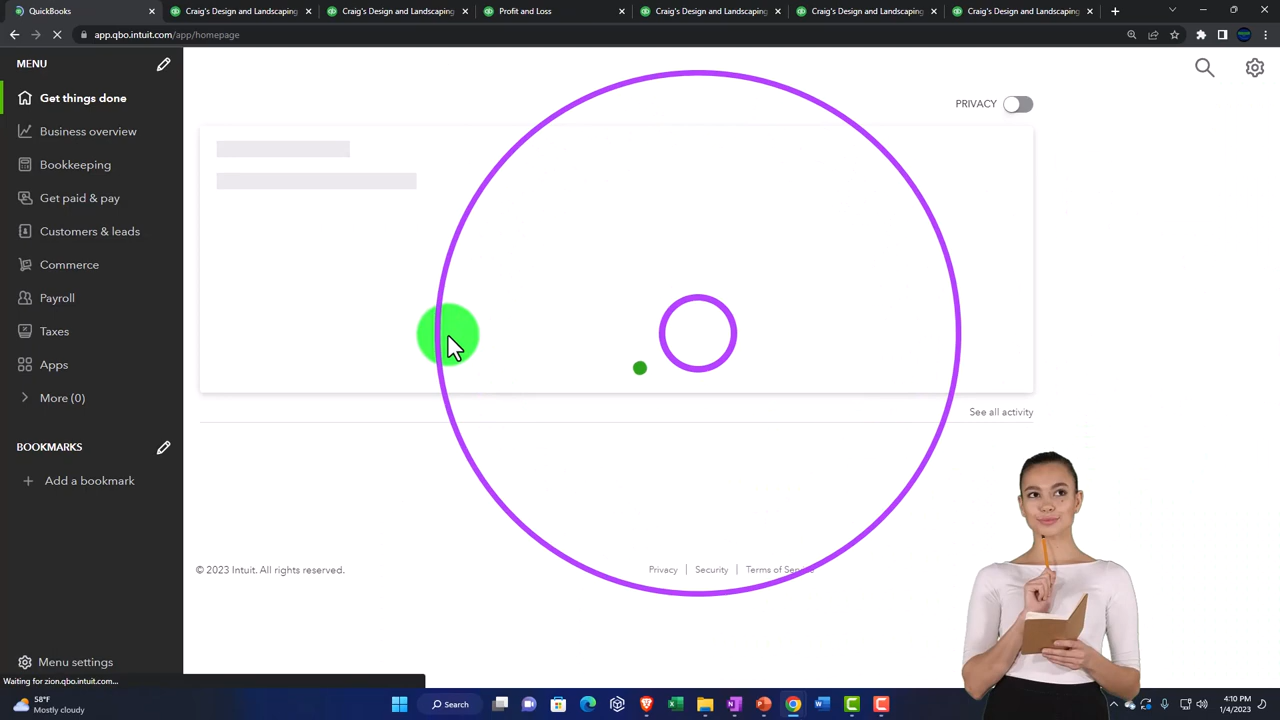 QuickBooks
Craig's Design and Landscaping
Craig's Design and Landscaping
Profit and Loss
Craig's Design and Landscaping
Craig's Design and Landscaping
Craig's Design and Landscaping
app.qbo.intuit.com/app/homepage
MENU
PRIVACY
Get things done
Business overview
Bookkeeping
Get paid & pay
Customers & leads
Commerce
Payroll
Taxes
Apps
More (0)
See all activity
BOOKMARKS
Add a bookmark
© 2023 Intuit. All rights reserved.
Privacy
Security
Terms of Service
Menu settings
Waiting for zion.qbo.intuit.com...
58°F
Mostly cloudy
Search
4:10 PM
1/4/2023